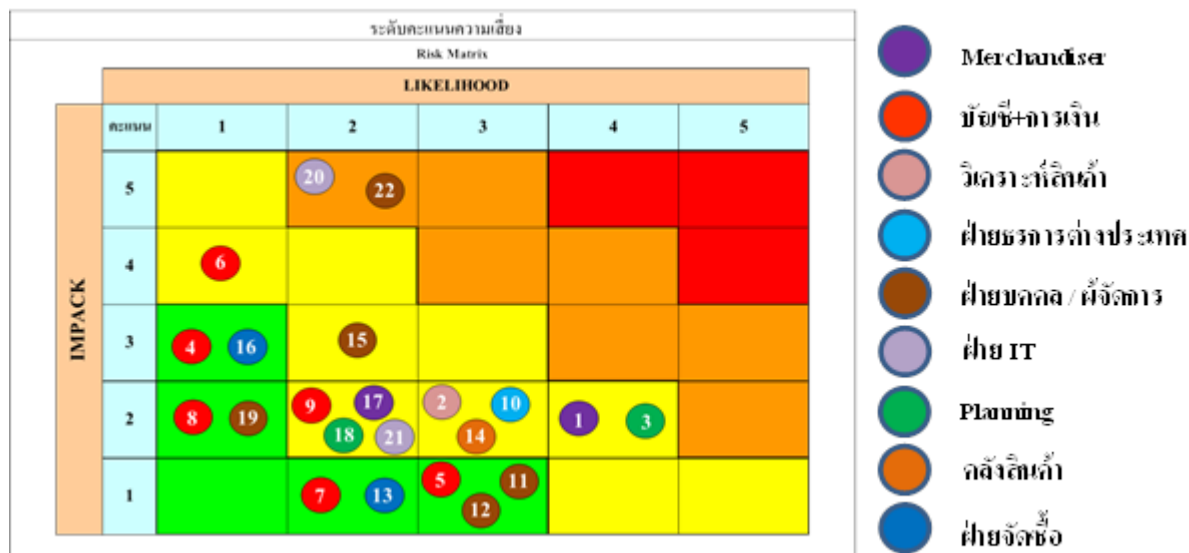 ระดับคะแนนความเสี่ยง
Risk Matrix
LIKELIHOOD
คะแนน 1 2 3 4 5
IMPACK
5 20 22
4 6
3 4 16 15
2 8 19 9 17 18 21 2 10 14 1 3
1 7 13 5 11 12
Merchandiser
บัญชี+การเงิน
วิเคราะห์สินค้า
ฝ่ายธรการต่างประเทศ
ฝ่ายบคคล / ผ้จัดการ
ฝ่าย IT
Planning
คลังสินค้า
ฝ่ายจัดซื้อ